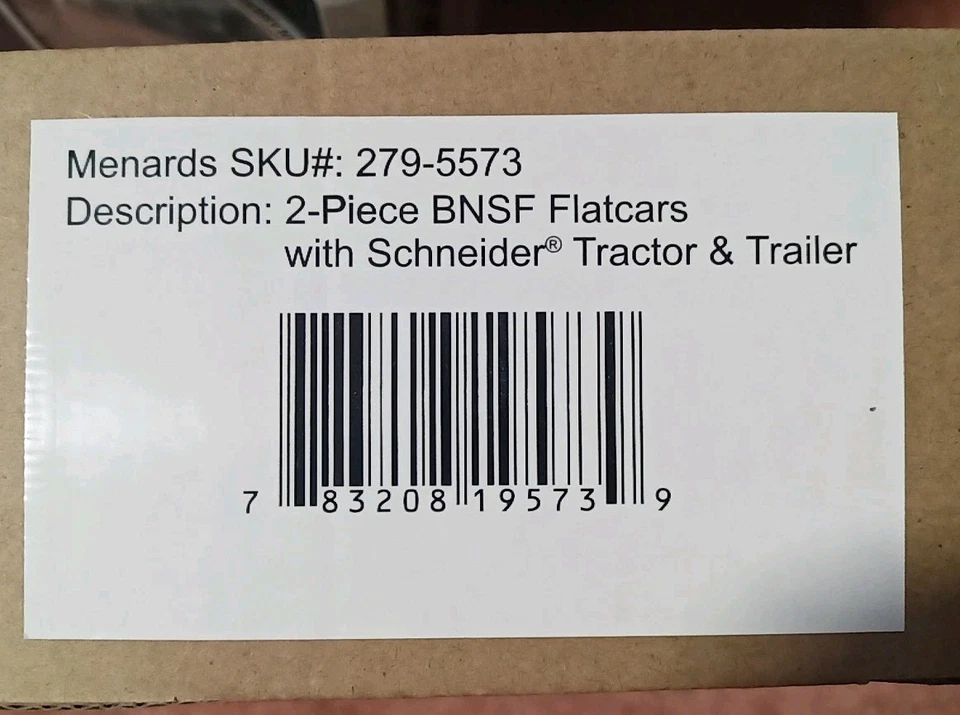 Menards SKU#: 279-5573
Description: 2-Piece BNSF Flatcars
with Schneider® Tractor & Trailer
7 83208 19573 9